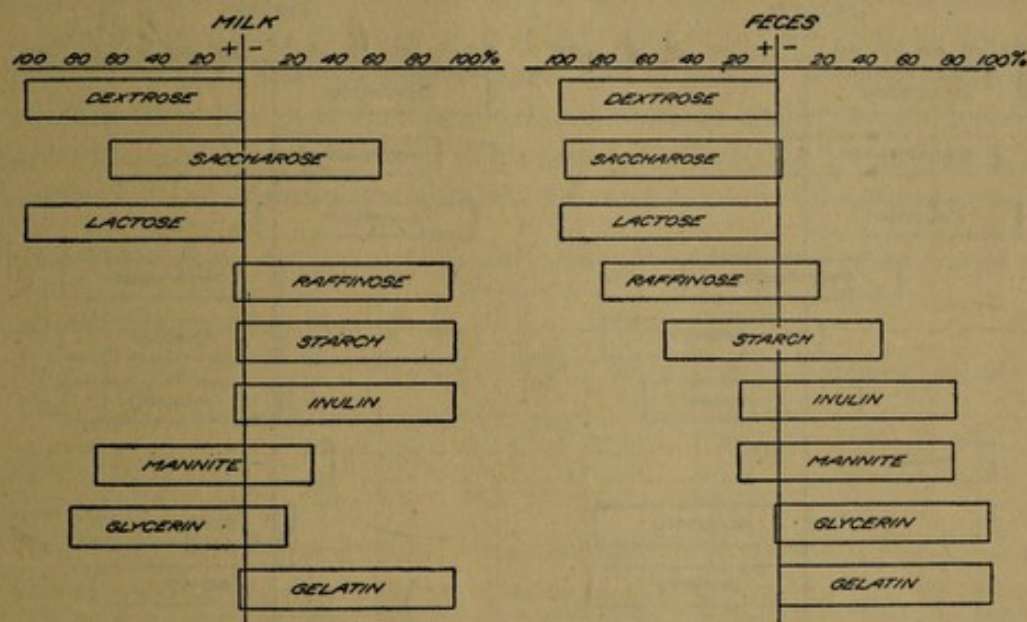 MILK
+ -
100 80 60 40 20 20 40 60 80 100%
DEXTROSE
SACCHAROSE
LACTOSE
RAFFINOSE
STARCH
INULIN
MANNITE
GLYCERIN
GELATIN
FECES
+ -
100 80 60 40 20 20 40 60 80 100%
DEXTROSE
SACCHAROSE
LACTOSE
RAFFINOSE
STARCH
INULIN
MANNITE
GLYCERIN
GELATIN